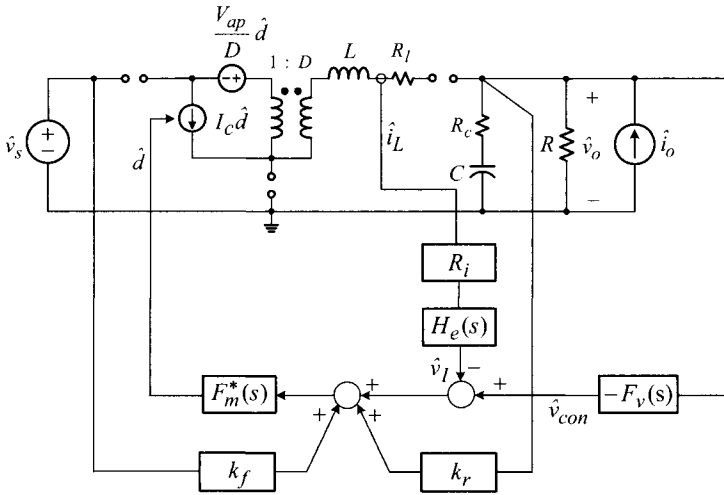 V_ap
D d̂
1 : D
L
R_l
v̂_s
+
−
− +
I_c d̂
d̂
î_L
R_c
C
R
+
v̂_o
−
î_o
R_i
H_e(s)
v̂_I
−
F_m^*(s)
+
+
+
+
v̂_con
−F_v(s)
k_f
k_r